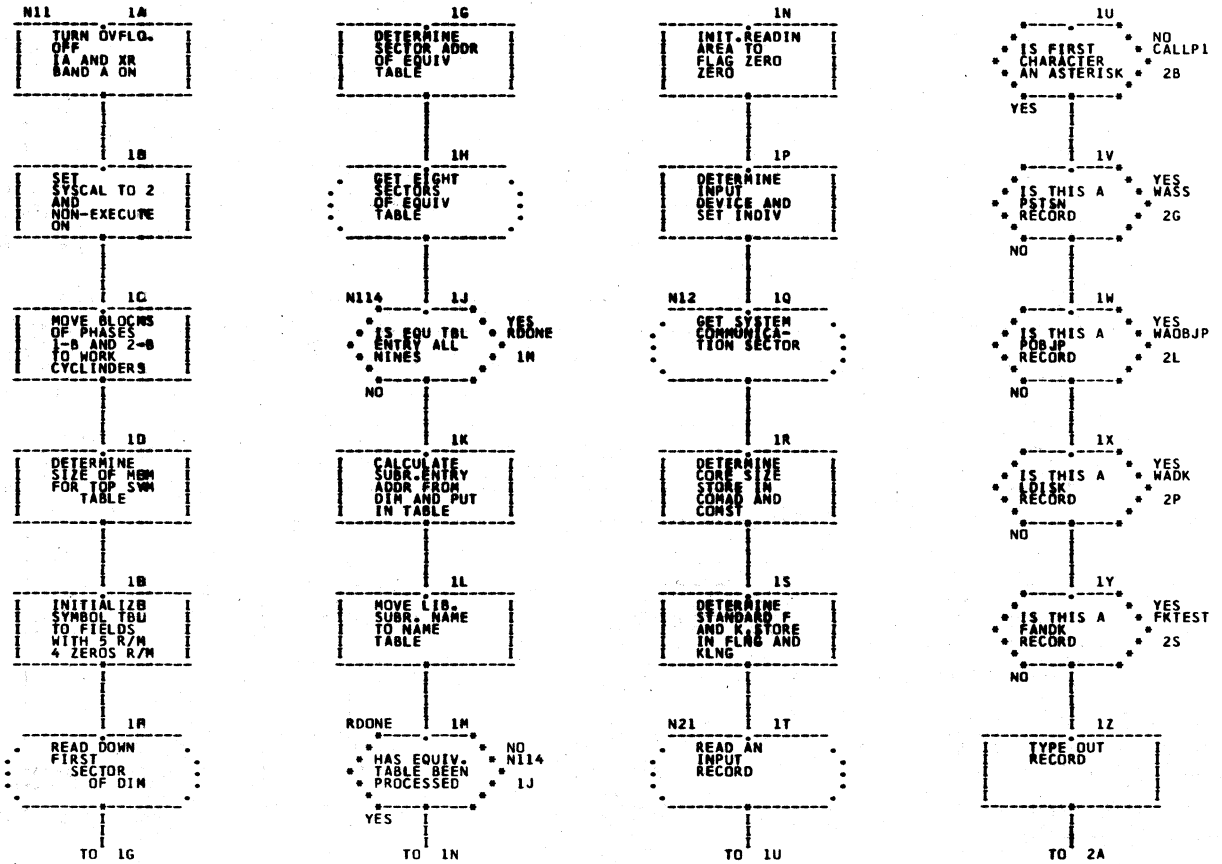 N11 1A
TURN OVFLO.
OFF
IA AND XR
BAND A ON
1B
SET
SYSCAL TO 2
AND
NON-EXECUTE
ON
1C
MOVE BLOCKS
OF PHASES
1-B AND 2-B
TO WORK
CYCLINDERS
1D
DETERMINE
SIZE OF MEM
FOR TOP SYM
TABLE
INITIALIZE
SYMBOL TBL
TO FIELDS
WITH 5 R/M
4 ZEROS R/M
READ DOWN
FIRST
SECTOR
OF DIM
TO 1G
1G
DETERMINE
SECTOR ADDR
OF EQUIV
TABLE
1H
GET EIGHT
SECTORS
OF EQUIV
TABLE
N114 1J
IS EQU TBL
ENTRY ALL
NINES
YES
RDONE
1M
NO
1K
CALCULATE
SUBR.ENTRY
ADDR FROM
DIM AND PUT
IN TABLE
1L
MOVE LIB.
SUBR. NAME
TO NAME
TABLE
RDONE 1M
HAS EQUIV.
TABLE BEEN
PROCESSED
NO
N114
1J
YES
TO 1N
1N
INIT.READIN
AREA TO
FLAG ZERO
ZERO
1P
DETERMINE
INPUT
DEVICE AND
SET INDIV
N12 1Q
GET SYSTEM
COMMUNICA-
TION SECTOR
1R
DETERMINE
CORE SIZE
STORE IN
COMAD AND
COMST
1S
DETERMINE
STANDARD F
AND K.STORE
IN FLNG AND
KLNG
N21 1T
READ AN
INPUT
RECORD
TO 1U
1U
IS FIRST
CHARACTER
AN ASTERISK
NO
CALLP1
2B
YES
1V
IS THIS A
PSTSN
RECORD
YES
WASS
2G
NO
1W
IS THIS A
POBJP
RECORD
YES
WAOBJP
2L
NO
1X
IS THIS A
LDISK
RECORD
YES
WADK
2P
NO
1Y
IS THIS A
FANDK
RECORD
YES
FKTEST
2S
NO
1Z
TYPE OUT
RECORD
TO 2A